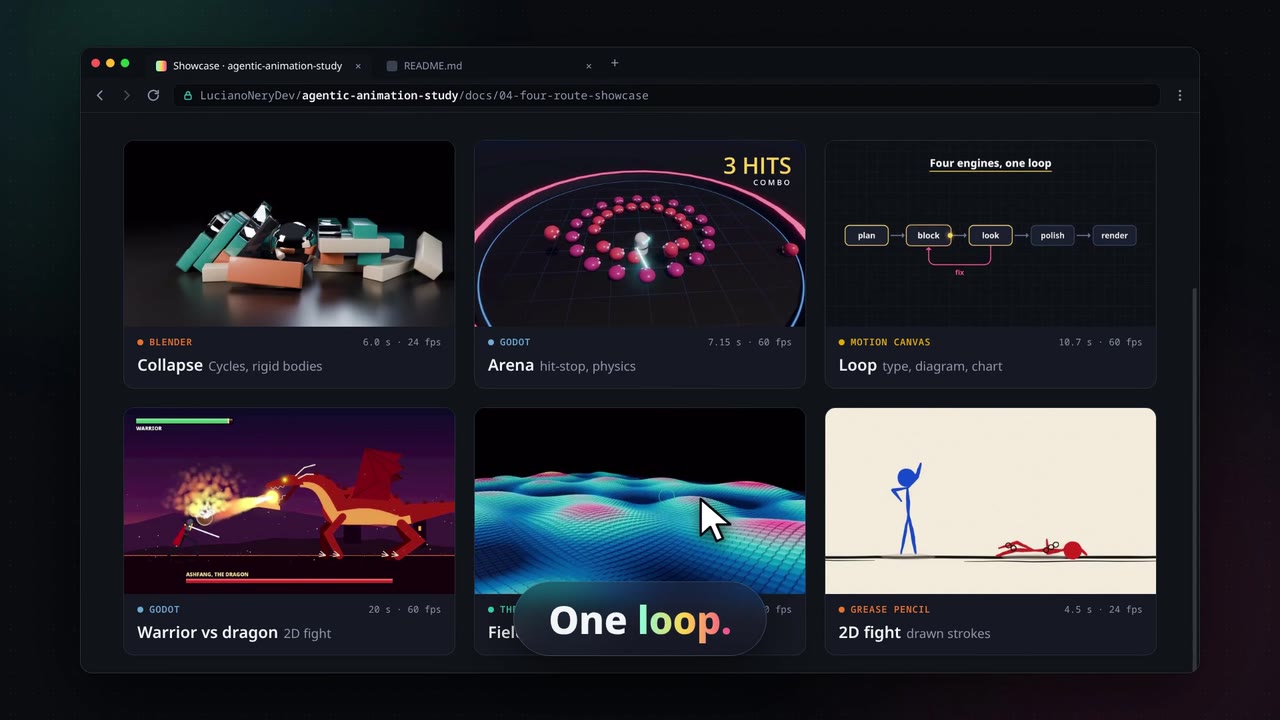 Showcase · agentic-animation-study
README.md
LucianoNeryDev/agentic-animation-study/docs/04-four-route-showcase
3 HITS
COMBO
Four engines, one loop
plan
block
look
polish
render
fix
BLENDER
6.0 s · 24 fps
Collapse Cycles, rigid bodies
GODOT
7.15 s · 60 fps
Arena hit-stop, physics
MOTION CANVAS
10.7 s · 60 fps
Loop type, diagram, chart
WARRIOR
ASHFANG, THE DRAGON
GODOT
20 s · 60 fps
Warrior vs dragon 2D fight
fps
One loop.
GREASE PENCIL
4.5 s · 24 fps
2D fight drawn strokes